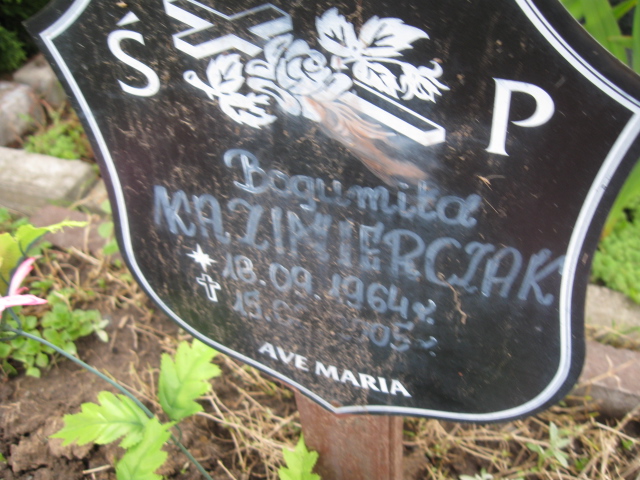 Ś P
Bogumiła
KAZIMIERCZAK
18.09.1964r.
AVE MARIA